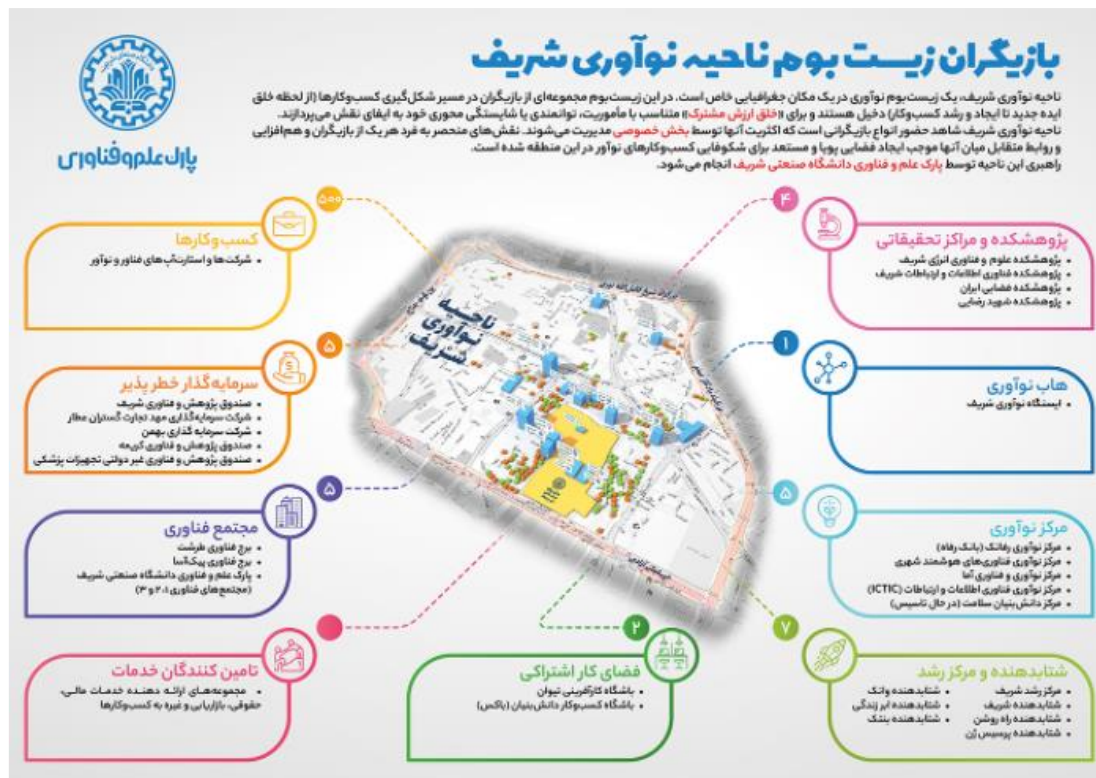 بازیگران زیست بوم ناحیه نوآوری شریف
ناحیه نوآوری شریف، یک زیست‌بوم نوآوری در یک مکان جغرافیایی خاص است. در این زیست‌بوم مجموعه‌ای از بازیگران در مسیر شکل‌گیری کسب‌وکارها (از لحظه خلق
ایده جدید تا ایجاد و رشد کسب‌وکار) دخیل هستند و برای «خلق ارزش مشترک» متناسب با مأموریت، توانمندی یا شایستگی محوری خود به ایفای نقش می‌پردازند.
ناحیه نوآوری شریف شاهد حضور انواع بازیگرانی است که اکثریت آنها توسط بخش خصوصی مدیریت می‌شوند. نقش‌های منحصر به فرد هر یک از بازیگران و هم‌افزایی
و روابط متقابل میان آنها موجب ایجاد فضایی پویا و مستعد برای شکوفایی کسب‌وکارهای نوآور در این منطقه شده است.
راهبری این ناحیه توسط پارک علم و فناوری دانشگاه صنعتی شریف انجام می‌شود.
پارک علم و فناوری
۴
پژوهشکده و مراکز تحقیقاتی
• پژوهشکده علوم و فناوری انرژی شریف
• پژوهشکده فناوری اطلاعات و ارتباطات شریف
• پژوهشکده فضایی ایران
• پژوهشکده شهید رضایی
۵۰۰
کسب‌وکارها
• شرکت‌ها و استارت‌آپ‌های فناور و نوآور
ناحیه
نوآوری
شریف
۱
هاب نوآوری
• ایستگاه نوآوری شریف
۵
سرمایه‌گذار خطر پذیر
• صندوق پژوهش و فناوری شریف
• شرکت سرمایه‌گذاری مهد تجارت گستران عطار
• شرکت سرمایه گذاری بهمن
• صندوق پژوهش و فناوری کریمه
• صندوق پژوهش و فناوری غیر دولتی تجهیزات پزشکی
۵
مرکز نوآوری
• مرکز نوآوری رفاتک (بانک رفاه)
• مرکز نوآوری فناوری‌های هوشمند شهری
• مرکز نوآوری و فناوری آما
• مرکز نوآوری فناوری اطلاعات و ارتباطات (ICTIC)
• مرکز دانش‌بنیان سلامت (در حال تاسیس)
۵
مجتمع فناوری
• برج فناوری طرشت
• برج فناوری پیک‌آسا
• پارک علم و فناوری دانشگاه صنعتی شریف
(مجتمع‌های فناوری ۲،۱ و ۳)
۷
شتابدهنده و مرکز رشد
• مرکز رشد شریف
• شتابدهنده شریف
• شتابدهنده راه روشن
• شتابدهنده پرسیس ژن
• شتابدهنده وانک
• شتابدهنده ابر زندگی
• شتابدهنده بنتک
۲
فضای کار اشتراکی
• باشگاه کارآفرینی تیوان
• باشگاه کسب‌وکار دانش‌بنیان (باکس)
تامین کنندگان خدمات
• مجموعه‌های ارائه دهنده خدمات مالی،
حقوقی، بازاریابی و غیره به کسب‌وکارها